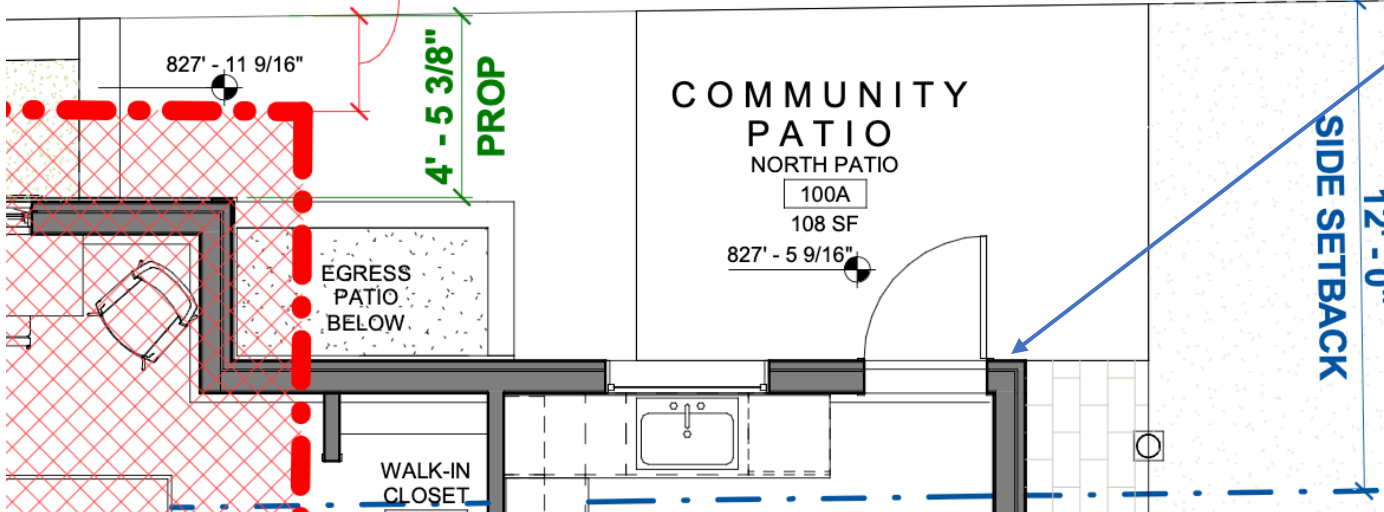 827' - 11 9/16"
4' - 5 3/8"
PROP
COMMUNITY
PATIO
NORTH PATIO
100A
108 SF
827' - 5 9/16"
EGRESS
PATIO
BELOW
SIDE SETBACK
12' - 0"
WALK-IN
CLOSET